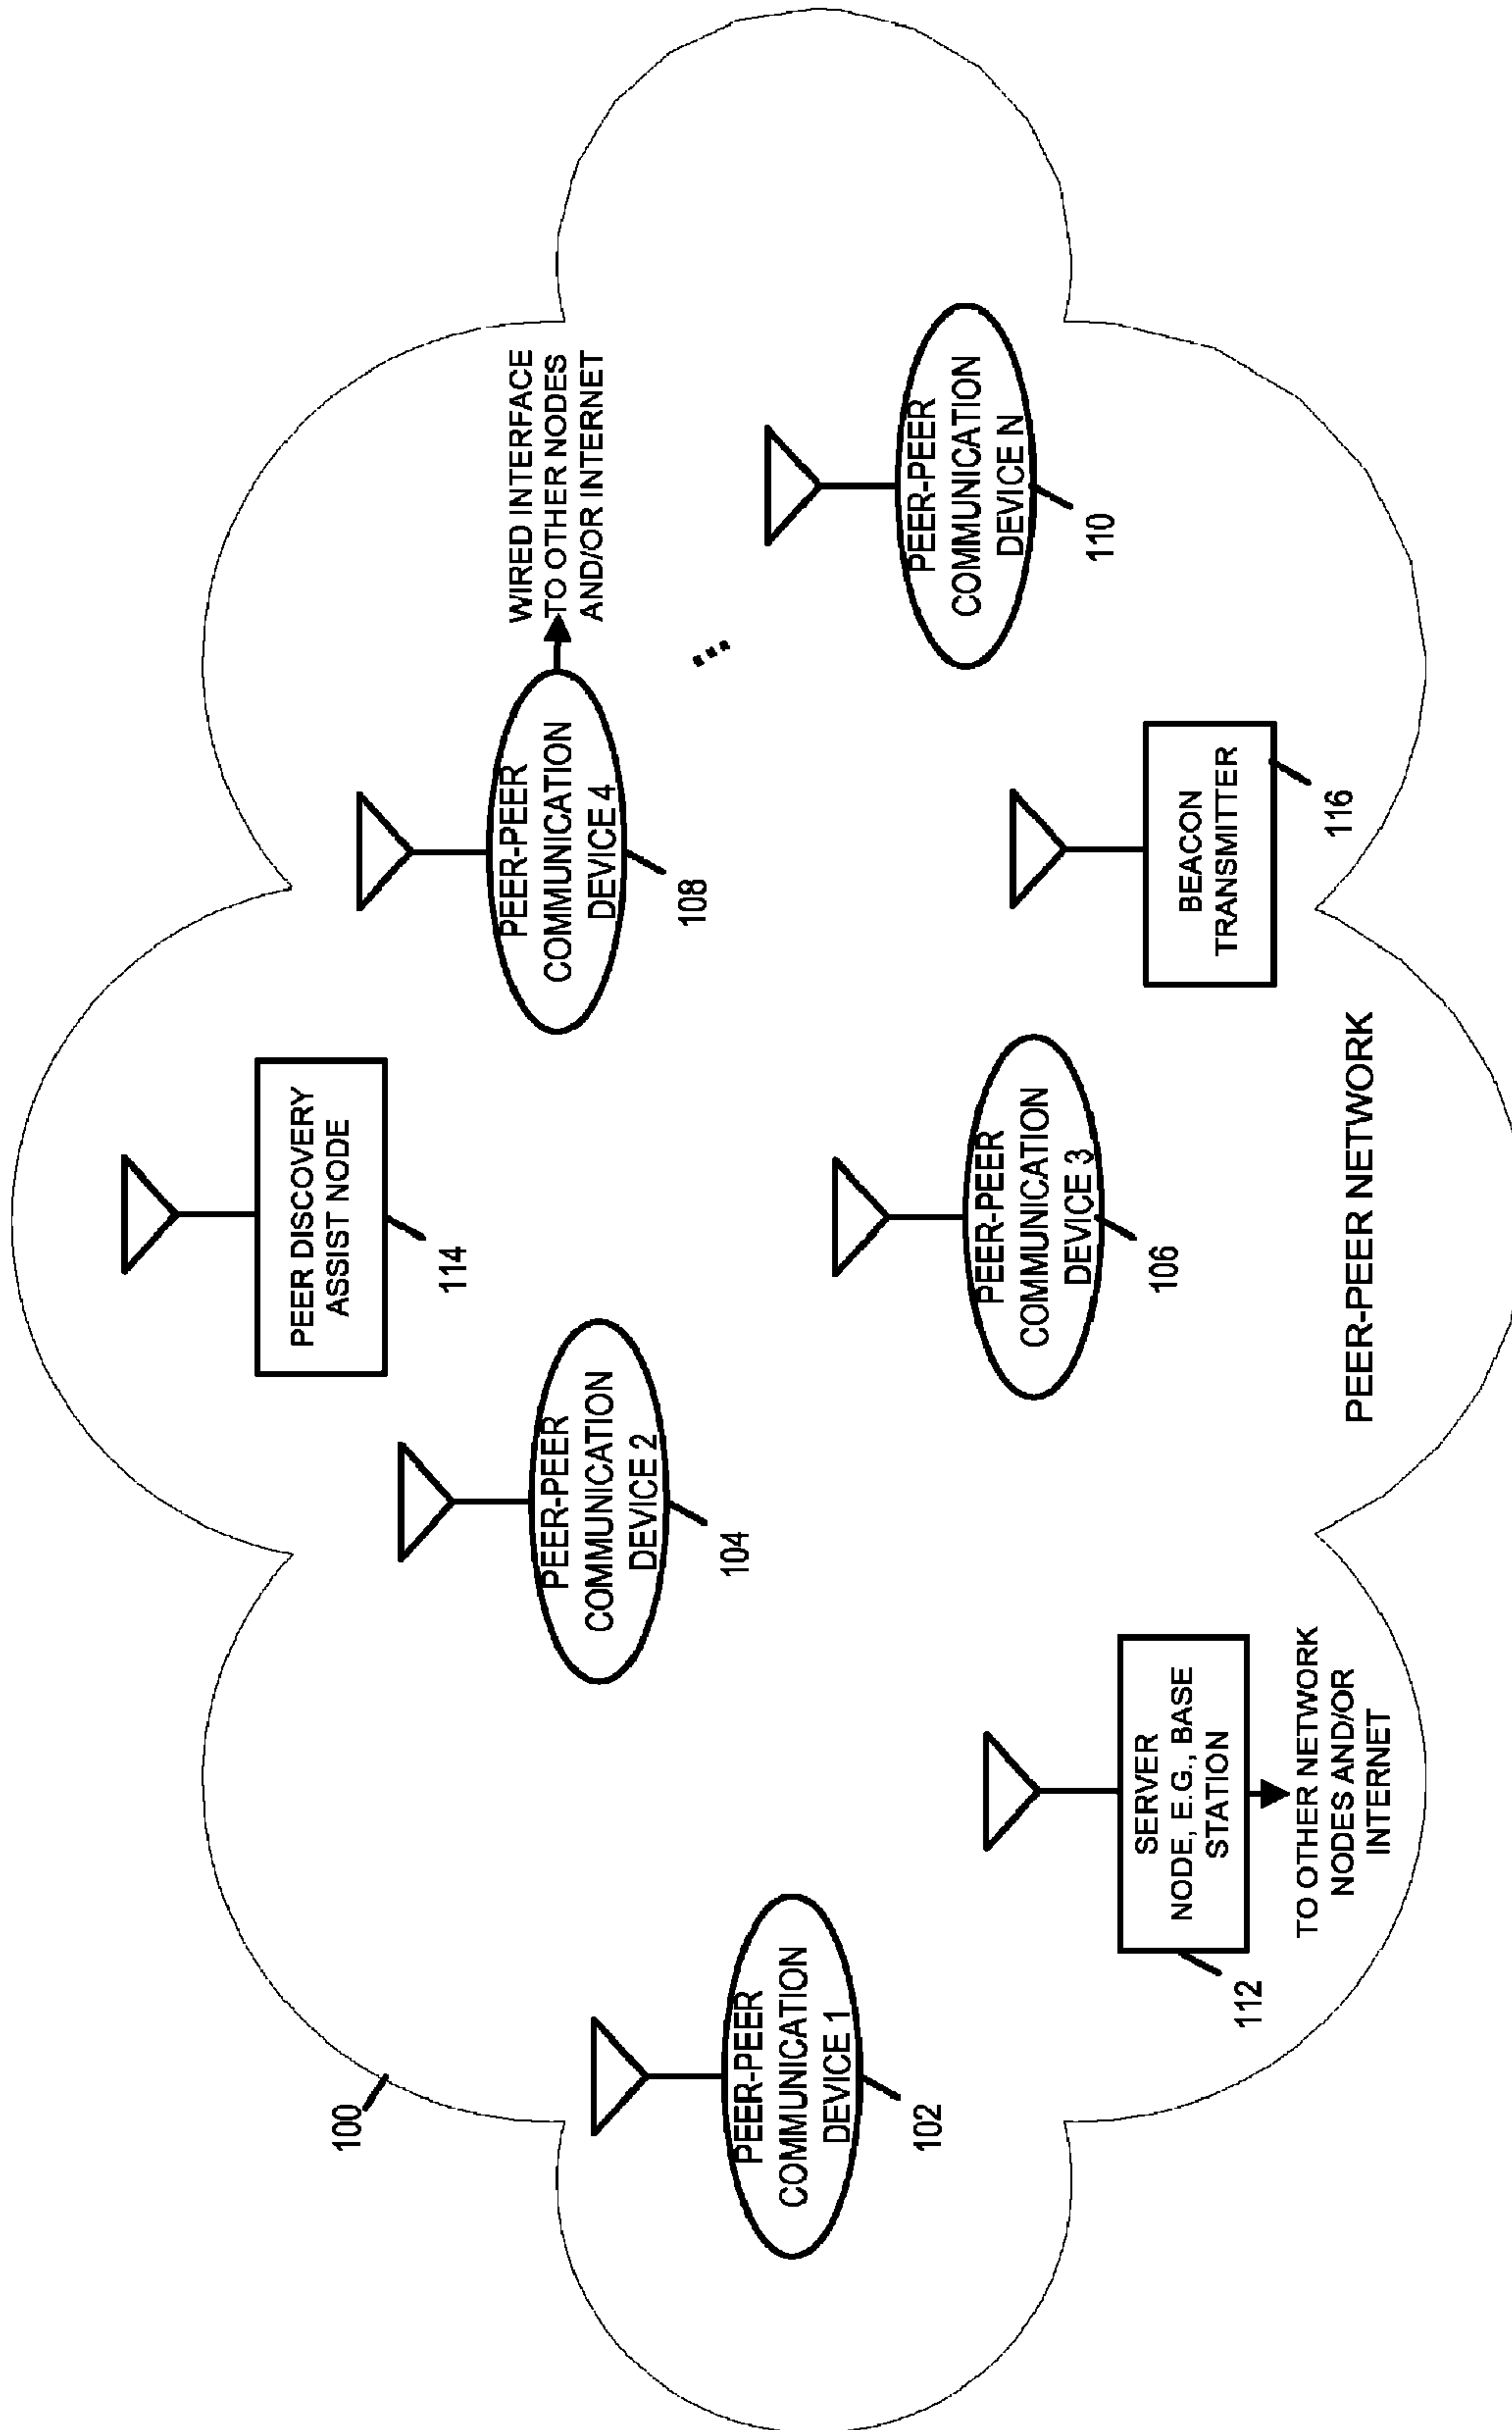 100
PEER DISCOVERY
ASSIST NODE
114
PEER-PEER
COMMUNICATION
DEVICE 4
108
WIRED INTERFACE
TO OTHER NODES
AND/OR INTERNET
PEER-PEER
COMMUNICATION
DEVICE 2
104
PEER-PEER
COMMUNICATION
DEVICE 1
102
PEER-PEER
COMMUNICATION
DEVICE 3
106
...
PEER-PEER
COMMUNICATION
DEVICE N
110
SERVER
NODE, E.G., BASE
STATION
112
TO OTHER NETWORK
NODES AND/OR
INTERNET
BEACON
TRANSMITTER
116
PEER-PEER NETWORK